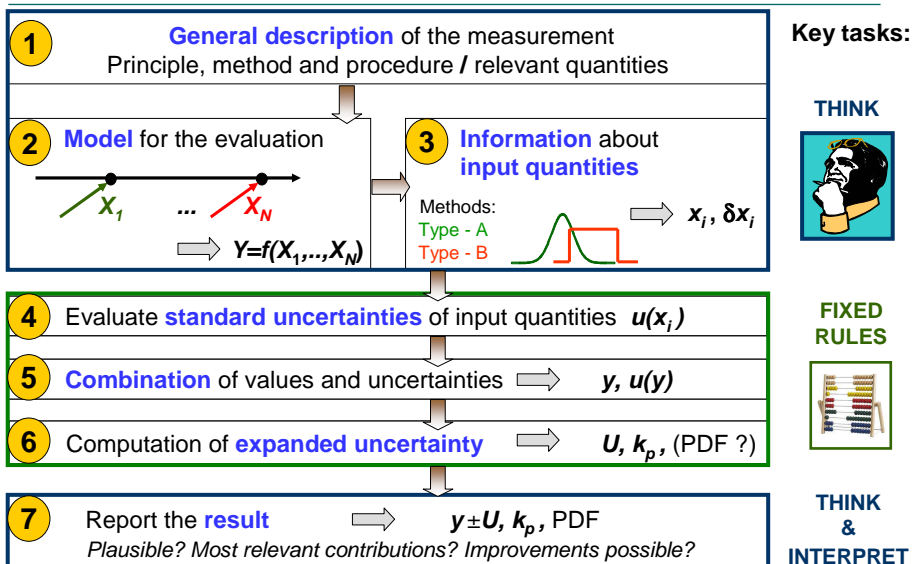 Key tasks:
1
General description of the measurement
Principle, method and procedure / relevant quantities
THINK
2
Model for the evaluation
X1 ... XN
Y=f(X1,..,XN)
3
Information about
input quantities
Methods:
Type - A
Type - B
xi, δxi
4
Evaluate standard uncertainties of input quantities u(xi)
FIXED
RULES
5
Combination of values and uncertainties y, u(y)
6
Computation of expanded uncertainty U, kp, (PDF ?)
7
Report the result y±U, kp, PDF
Plausible? Most relevant contributions? Improvements possible?
THINK
&
INTERPRET